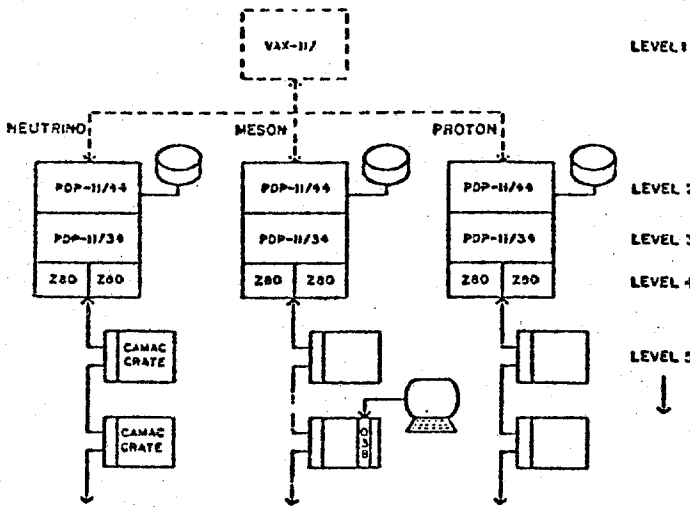 VAX-11/
LEVEL 1
NEUTRINO
MESON
PROTON
PDP-11/44
PDP-11/44
PDP-11/44
LEVEL 2
PDP-11/34
PDP-11/34
PDP-11/34
LEVEL 3
Z80 Z80
Z80 Z80
Z80 Z80
LEVEL 4
CAMAC
CRATE
LEVEL 5
CAMAC
CRATE